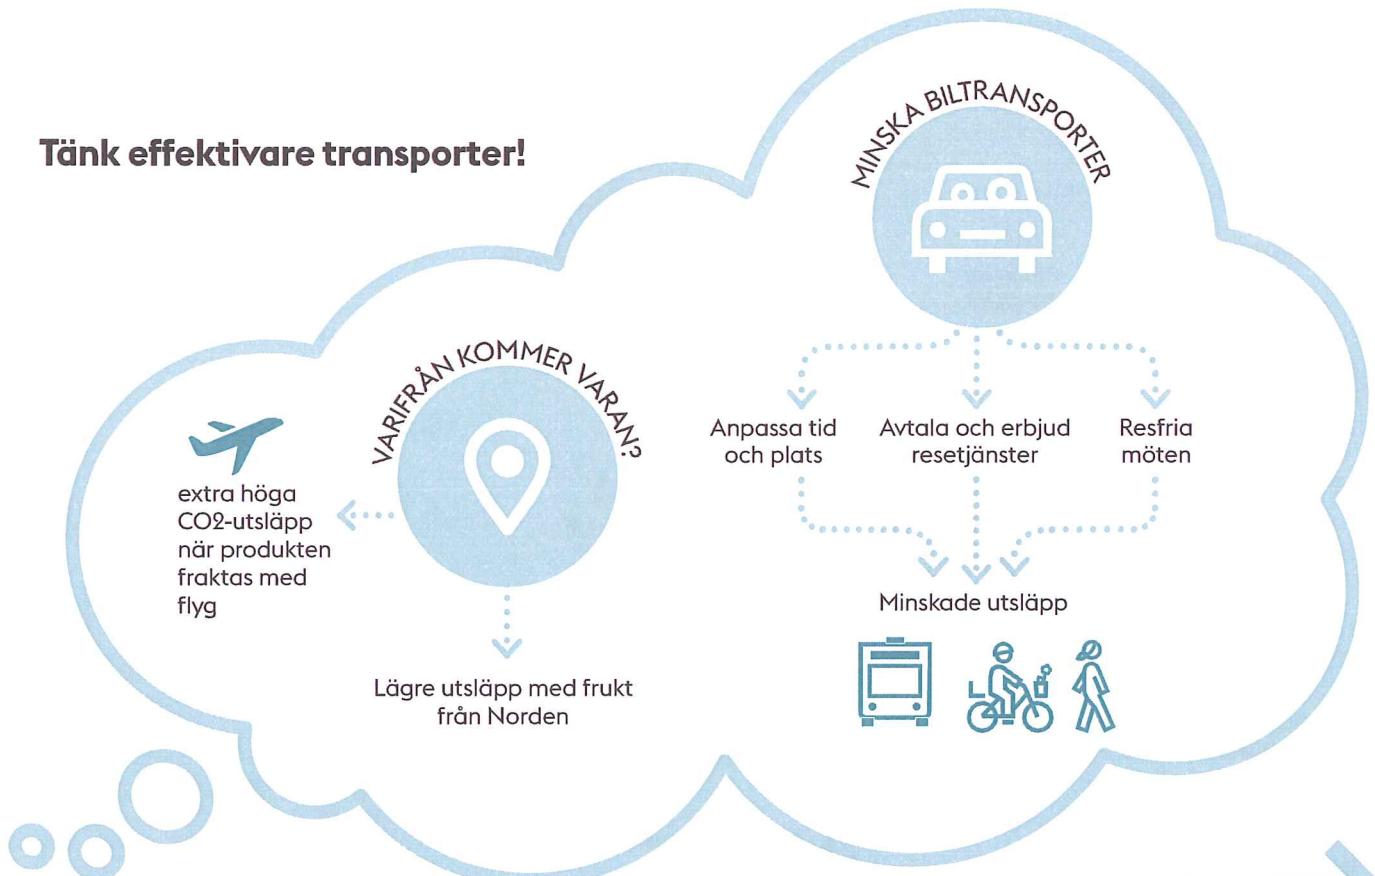 Tänk effektivare transporter!
MINSKA BILTRANSPORTER
VARIFRÅN KOMMER VARAN?
extra höga
CO2-utsläpp
när produkten
fraktas med
flyg
Lägre utsläpp med frukt
från Norden
Anpassa tid
och plats
Avtala och erbjud
resetjänster
Resfria
möten
Minskade utsläpp